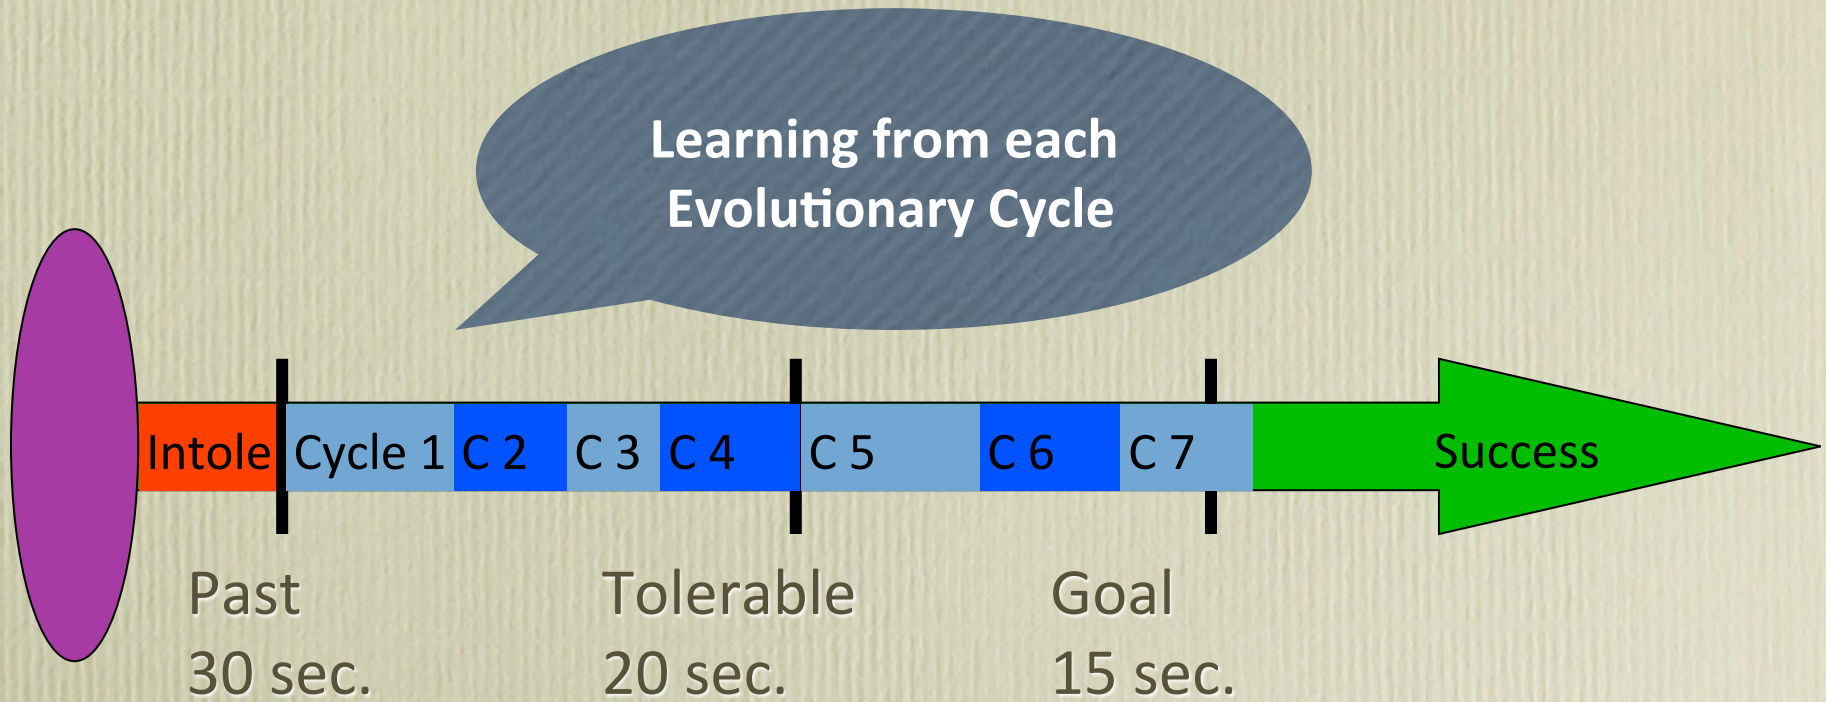 Learning from each
Evolutionary Cycle
Intole Cycle 1 C 2 C 3 C 4 C 5 C 6 C 7 Success
Past Tolerable Goal
30 sec. 20 sec. 15 sec.